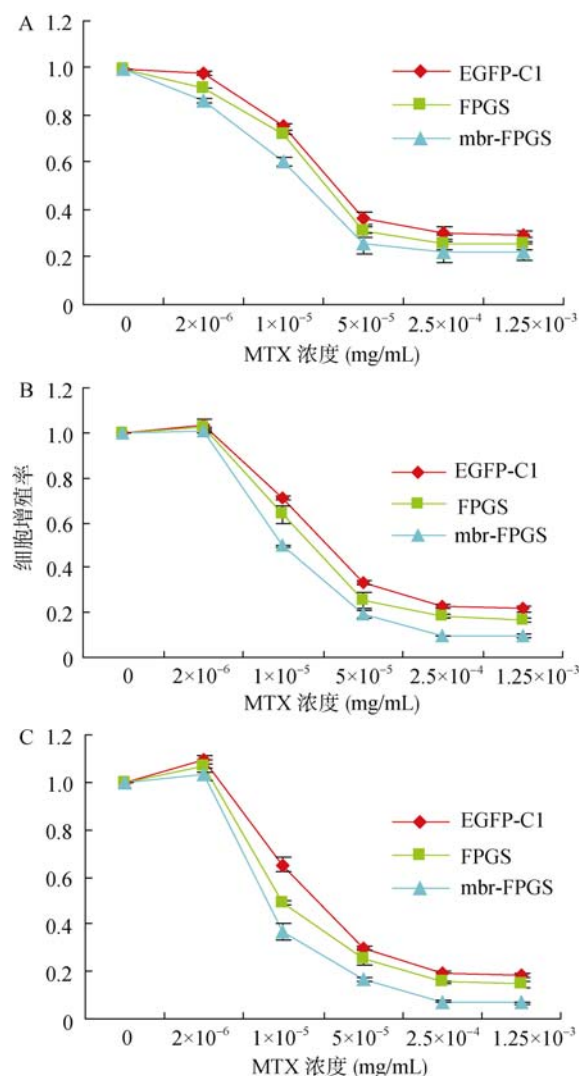 A
1.2
1.0
0.8
0.6
0.4
0.2
0
EGFP-C1
FPGS
mbr-FPGS
0 2×10⁻⁶ 1×10⁻⁵ 5×10⁻⁵ 2.5×10⁻⁴ 1.25×10⁻³
MTX 浓度 (mg/mL)
细胞增殖率
B
1.2
1.0
0.8
0.6
0.4
0.2
0
EGFP-C1
FPGS
mbr-FPGS
0 2×10⁻⁶ 1×10⁻⁵ 5×10⁻⁵ 2.5×10⁻⁴ 1.25×10⁻³
MTX 浓度 (mg/mL)
C
1.2
1.0
0.8
0.6
0.4
0.2
0
EGFP-C1
FPGS
mbr-FPGS
0 2×10⁻⁶ 1×10⁻⁵ 5×10⁻⁵ 2.5×10⁻⁴ 1.25×10⁻³
MTX 浓度 (mg/mL)